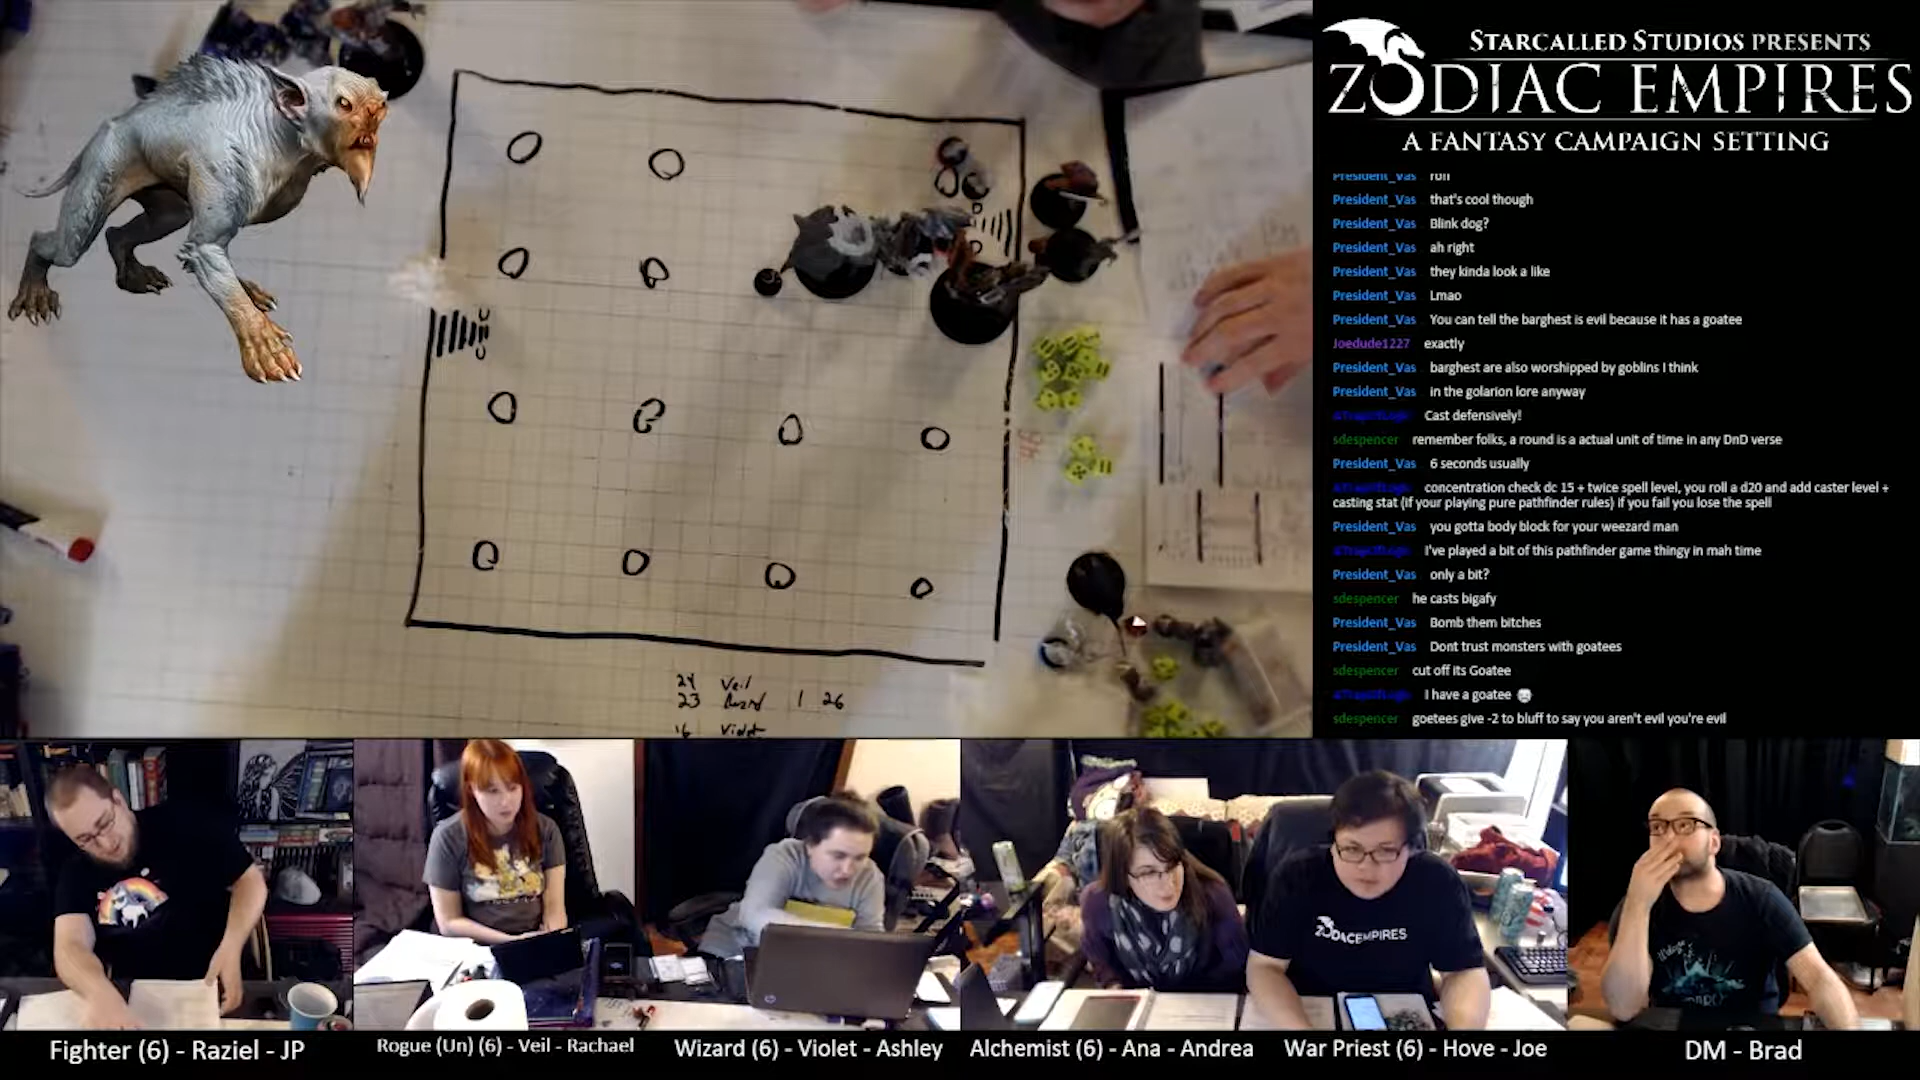 STARCALLED STUDIOS PRESENTS
ZODIAC EMPIRES
A FANTASY CAMPAIGN SETTING
President_Vas roll
President_Vas that's cool though
President_Vas Blink dog?
President_Vas ah right
President_Vas they kinda look a like
President_Vas Lmao
President_Vas You can tell the barghest is evil because it has a goatee
Joedude1227 exactly
President_Vas barghest are also worshipped by goblins I think
President_Vas in the golarion lore anyway
Cast defensively!
sdespencer remember folks, a round is a actual unit of time in any DnD verse
President_Vas 6 seconds usually
concentration check dc 15 + twice spell level, you roll a d20 and add caster level +
casting stat (if your playing pure pathfinder rules) if you fail you lose the spell
President_Vas you gotta body block for your weezard man
I've played a bit of this pathfinder game thingy in mah time
President_Vas only a bit?
sdespencer he casts bigafy
President_Vas Bomb them bitches
President_Vas Dont trust monsters with goatees
sdespencer cut off its Goatee
I have a goatee
sdespencer goetees give -2 to bluff to say you aren't evil you're evil
24 Veil
23 1 26
16 Violet
ZODIACEMPIRES
Fighter (6) - Raziel - JP
Rogue (Un) (6) - Veil - Rachael
Wizard (6) - Violet - Ashley
Alchemist (6) - Ana - Andrea
War Priest (6) - Hove - Joe
DM - Brad